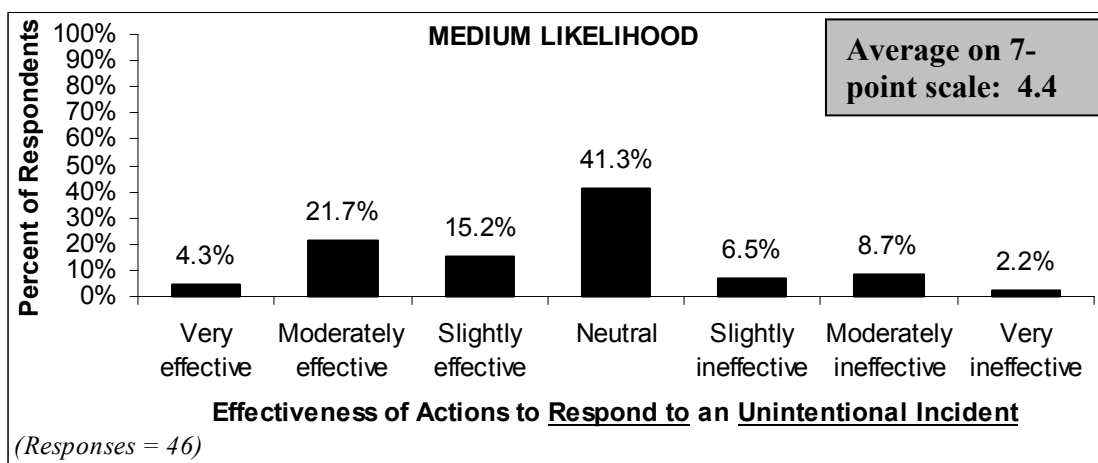 MEDIUM LIKELIHOOD
Average on 7-
point scale: 4.4
Percent of Respondents
100%
90%
80%
70%
60%
50%
40%
30%
20%
10%
0%
4.3%
21.7%
15.2%
41.3%
6.5%
8.7%
2.2%
Very
effective
Moderately
effective
Slightly
effective
Neutral
Slightly
ineffective
Moderately
ineffective
Very
ineffective
Effectiveness of Actions to Respond to an Unintentional Incident
(Responses = 46)